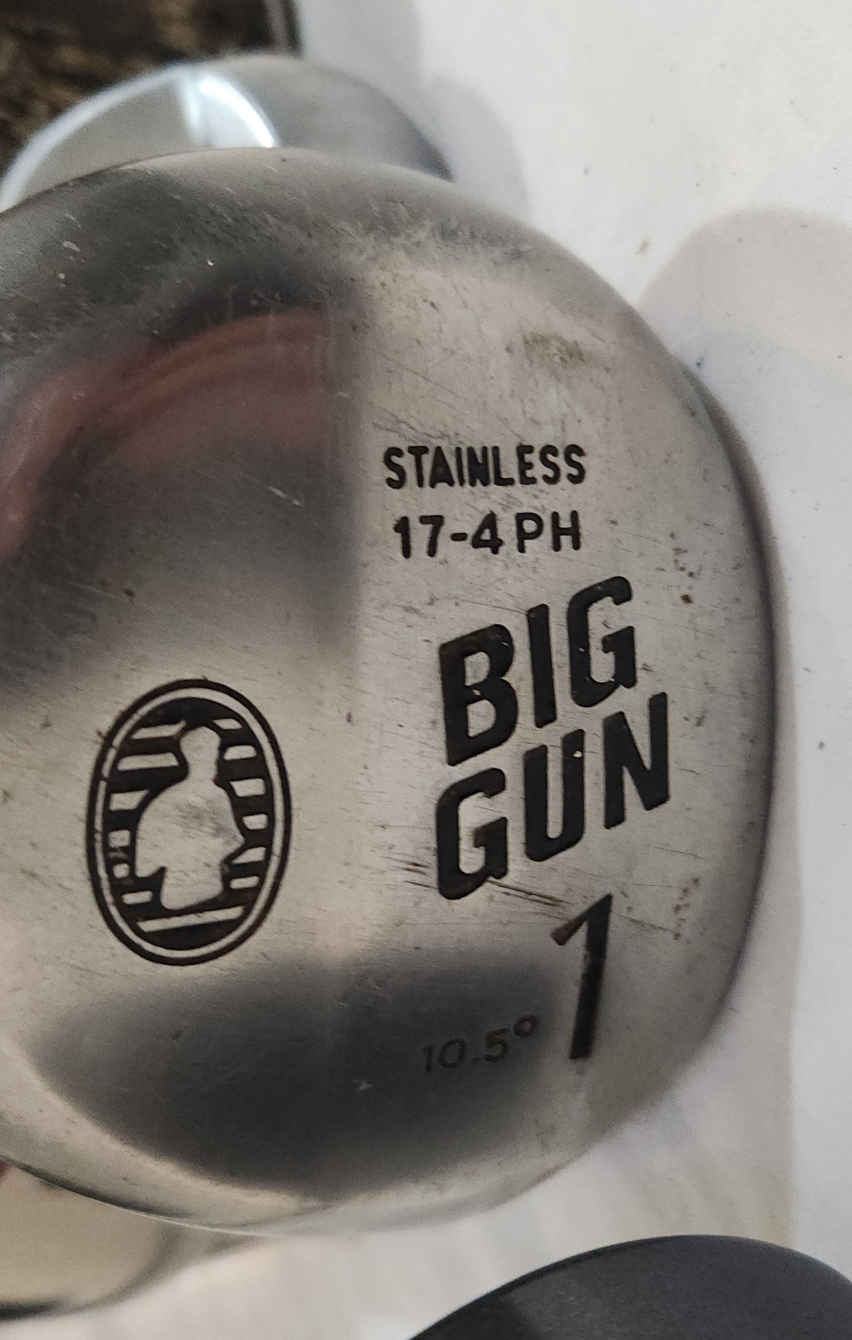 STAINLESS
17-4 PH
BIG
GUN
1
10.5°